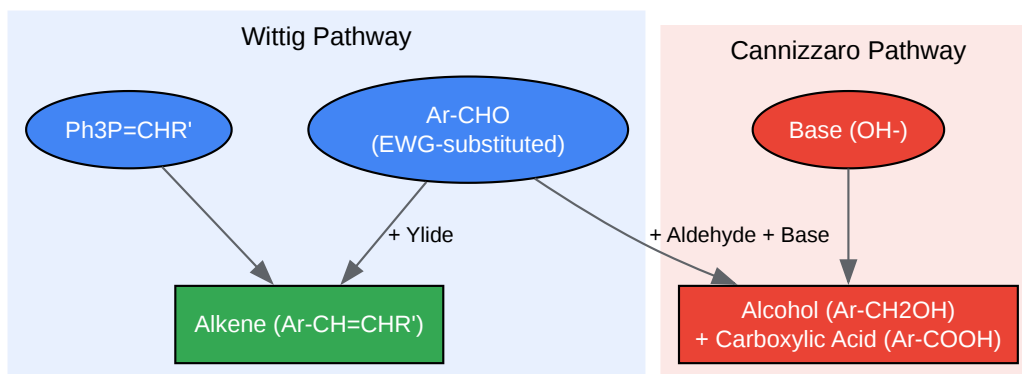 Wittig Pathway
Cannizzaro Pathway
Ph3P=CHR'
Ar-CHO
(EWG-substituted)
Base (OH-)
+ Ylide
+ Aldehyde + Base
Alkene (Ar-CH=CHR')
Alcohol (Ar-CH2OH)
+ Carboxylic Acid (Ar-COOH)